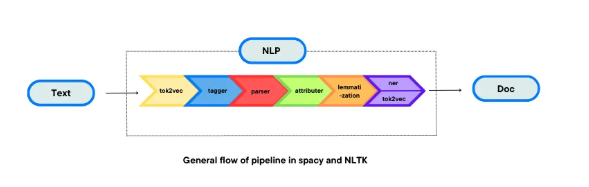 NLP
Text
tok2vec
tagger
parser
attributer
lemmati
-zation
ner
tok2vec
Doc
General flow of pipeline in spacy and NLTK